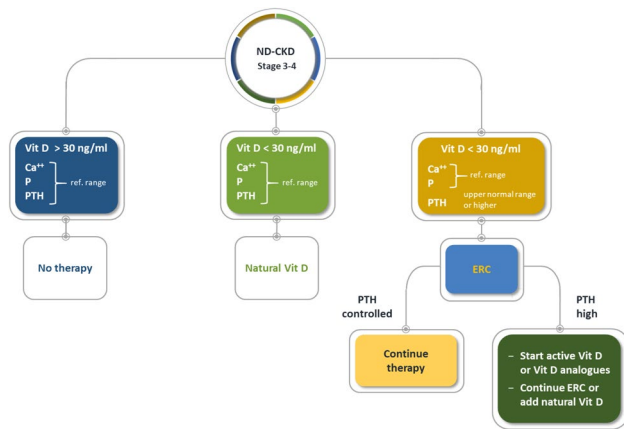 ND-CKD
Stage 3-4
Vit D > 30 ng/ml
Ca⁺⁺
P
PTH
ref. range
No therapy
Vit D < 30 ng/ml
Ca⁺⁺
P
PTH
ref. range
Natural Vit D
Vit D < 30 ng/ml
Ca⁺⁺
P
ref. range
PTH
upper normal range
or higher
ERC
PTH
controlled
Continue
therapy
PTH
high
– Start active Vit D
or Vit D analogues
– Continue ERC or
add natural Vit D